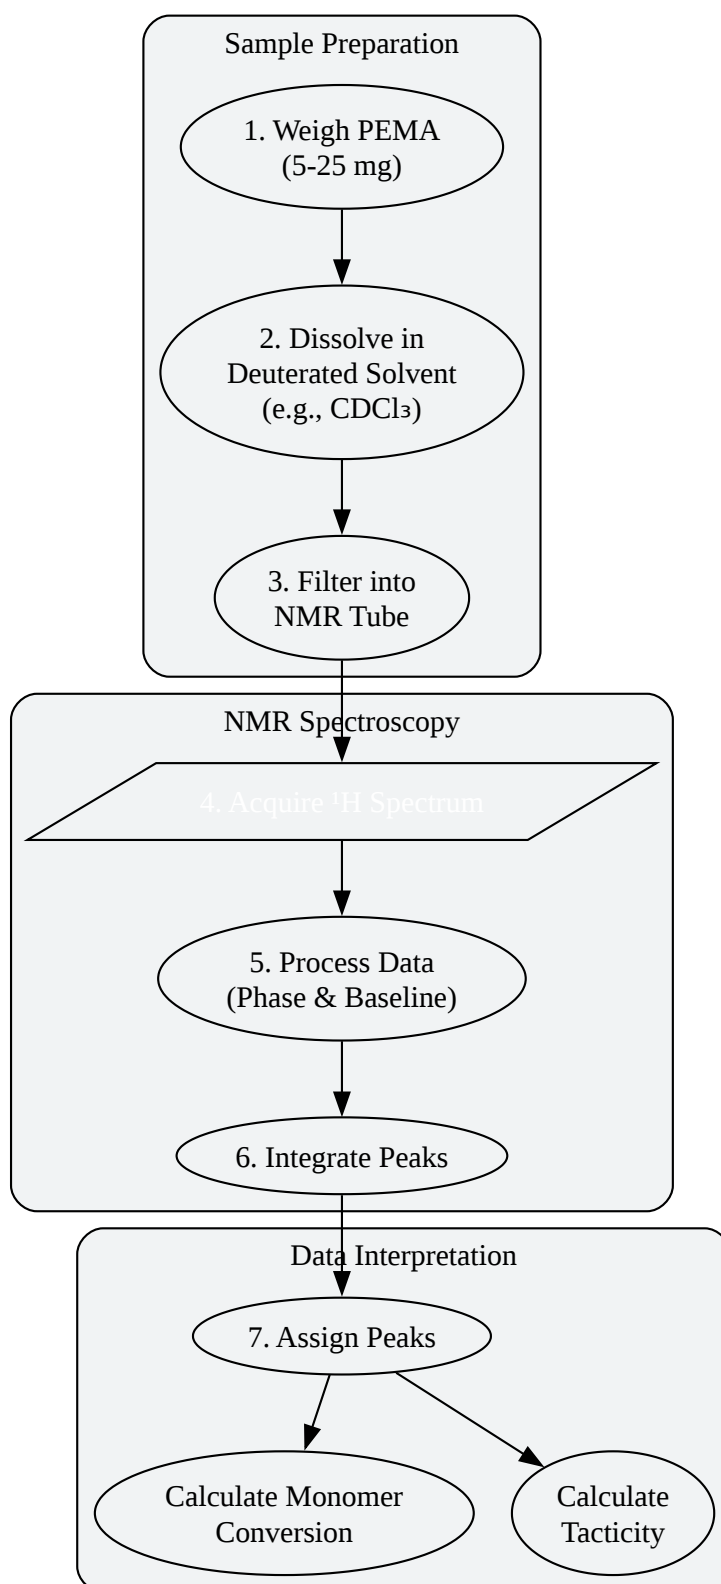 Sample Preparation
1. Weigh PEMA
(5-25 mg)
2. Dissolve in
Deuterated Solvent
(e.g., CDCl₃)
3. Filter into
NMR Tube
NMR Spectroscopy
4. Acquire ¹H Spectrum
5. Process Data
(Phase & Baseline)
6. Integrate Peaks
Data Interpretation
7. Assign Peaks
Calculate Monomer
Conversion
Calculate
Tacticity